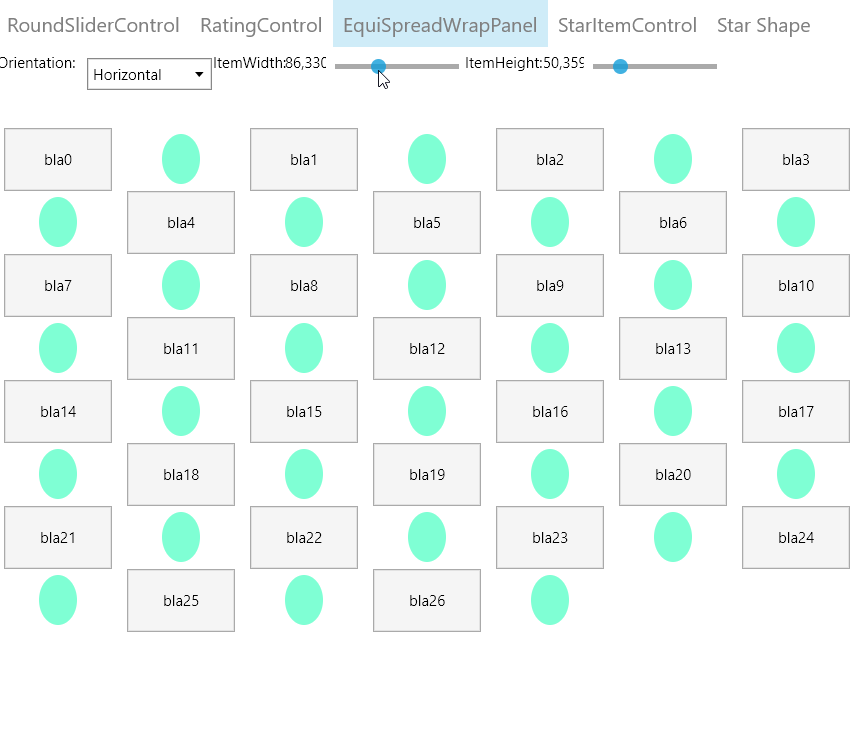 RoundSliderControl RatingControl EquiSpreadWrapPanel StarItemControl Star Shape
Orientation: Horizontal ItemWidth:86,330 ItemHeight:50,359
bla0 bla1 bla2 bla3
bla4 bla5 bla6
bla7 bla8 bla9 bla10
bla11 bla12 bla13
bla14 bla15 bla16 bla17
bla18 bla19 bla20
bla21 bla22 bla23 bla24
bla25 bla26